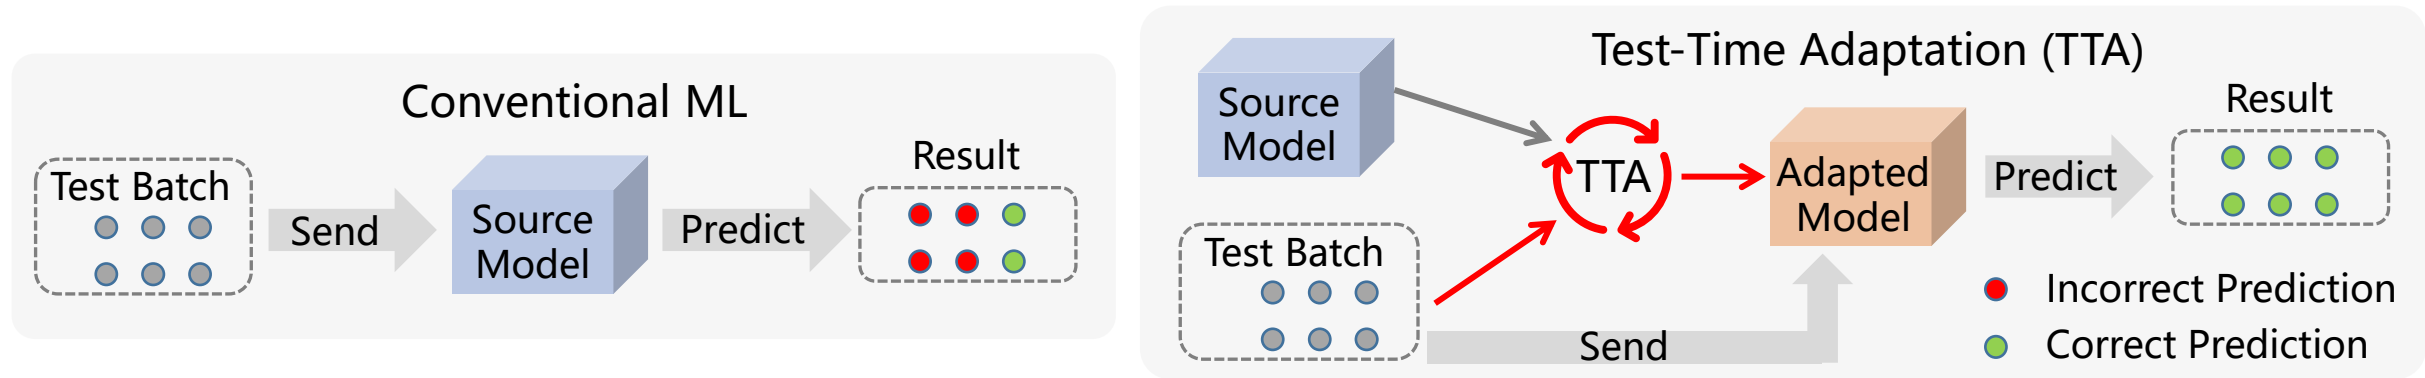 Conventional ML
Test Batch
Send
Source
Model
Predict
Result
Test-Time Adaptation (TTA)
Source
Model
Test Batch
TTA
Send
Adapted
Model
Predict
Result
Incorrect Prediction
Correct Prediction